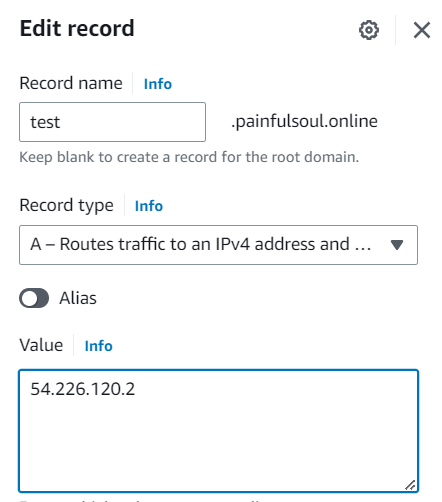 Edit record
Record name Info
test .painfulsoul.online
Keep blank to create a record for the root domain.
Record type Info
A – Routes traffic to an IPv4 address and ...
Alias
Value Info
54.226.120.2